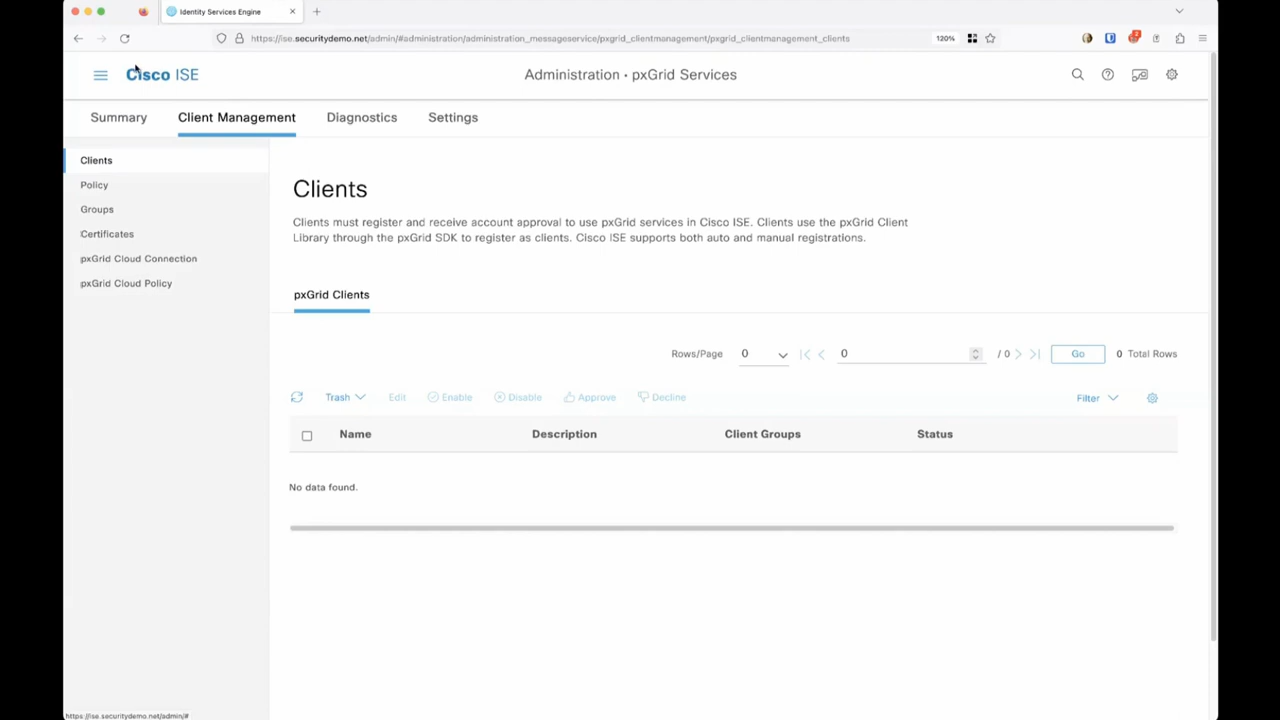 Identity Services Engine
https://ise.securitydemo.net/admin/#administration/administration_messageservice/pxgrid_clientmanagement/pxgrid_clientmanagement_clients
120%
Cisco ISE
Administration · pxGrid Services
Summary
Client Management
Diagnostics
Settings
Clients
Policy
Groups
Certificates
pxGrid Cloud Connection
pxGrid Cloud Policy
Clients
Clients must register and receive account approval to use pxGrid services in Cisco ISE. Clients use the pxGrid Client
Library through the pxGrid SDK to register as clients. Cisco ISE supports both auto and manual registrations.
pxGrid Clients
Rows/Page 0 0 / 0 Go 0 Total Rows
Trash Edit Enable Disable Approve Decline Filter
Name Description Client Groups Status
No data found.
https://ise.securitydemo.net/admin/#